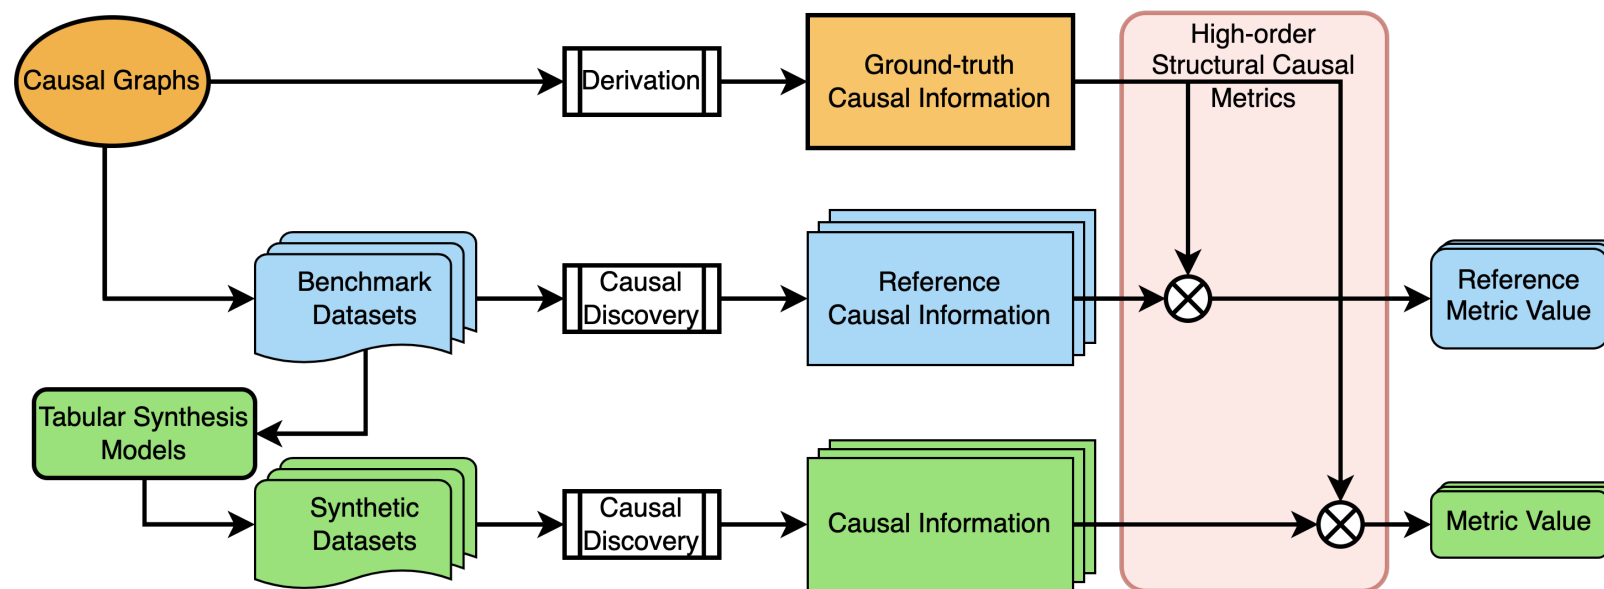 Causal Graphs
Derivation
Ground-truth
Causal Information
High-order
Structural Causal
Metrics
Benchmark
Datasets
Causal
Discovery
Reference
Causal Information
Reference
Metric Value
Tabular Synthesis
Models
Synthetic
Datasets
Causal
Discovery
Causal Information
Metric Value